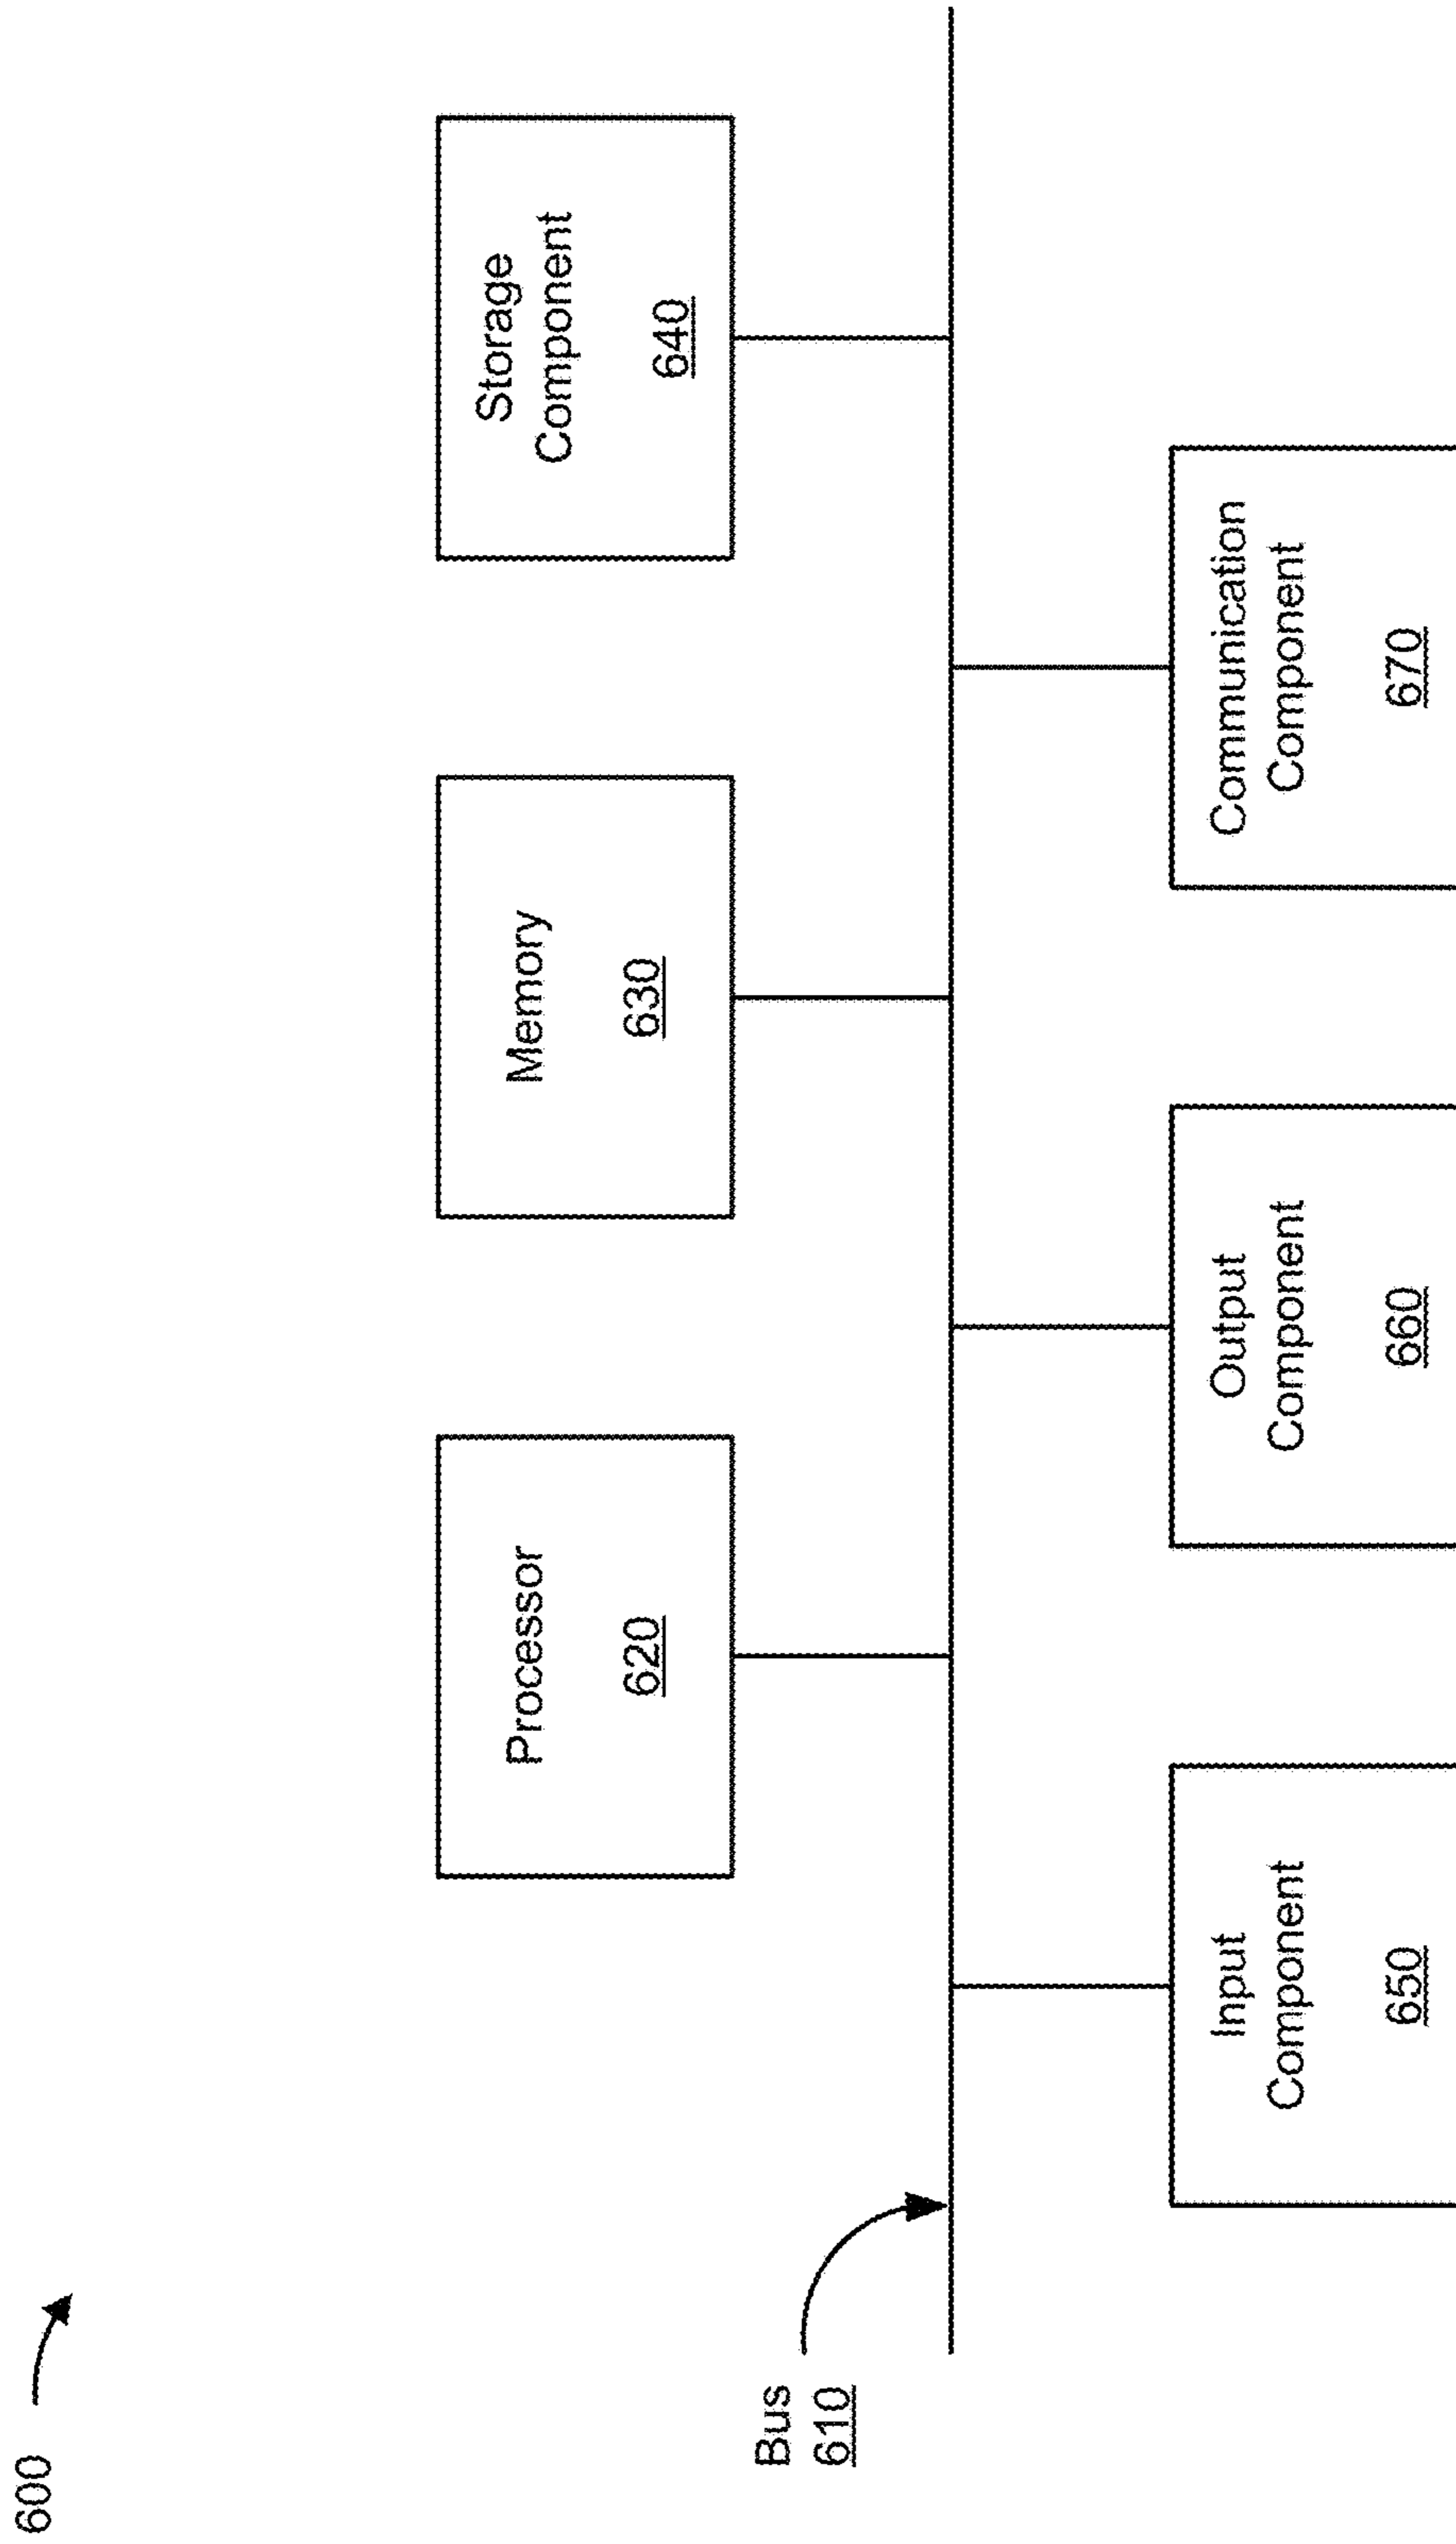 600
Processor
620
Memory
630
Storage
Component
640
Bus
610
Input
Component
650
Output
Component
660
Communication
Component
670